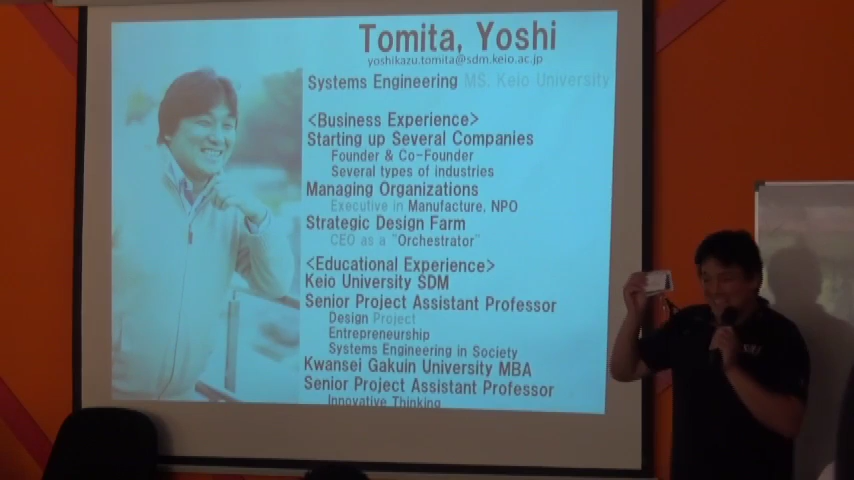 Tomita, Yoshi
yoshikazu.tomita@sdm.keio.ac.jp
Systems Engineering MS. Keio University
<Business Experience>
Starting up Several Companies
Founder & Co-Founder
Several types of industries
Managing Organizations
Executive in Manufacture, NPO
Strategic Design Farm
CEO as a "Orchestrator"
<Educational Experience>
Keio University SDM
Senior Project Assistant Professor
Design Project
Entrepreneurship
Systems Engineering in Society
Kwansei Gakuin University MBA
Senior Project Assistant Professor
Innovative Thinking